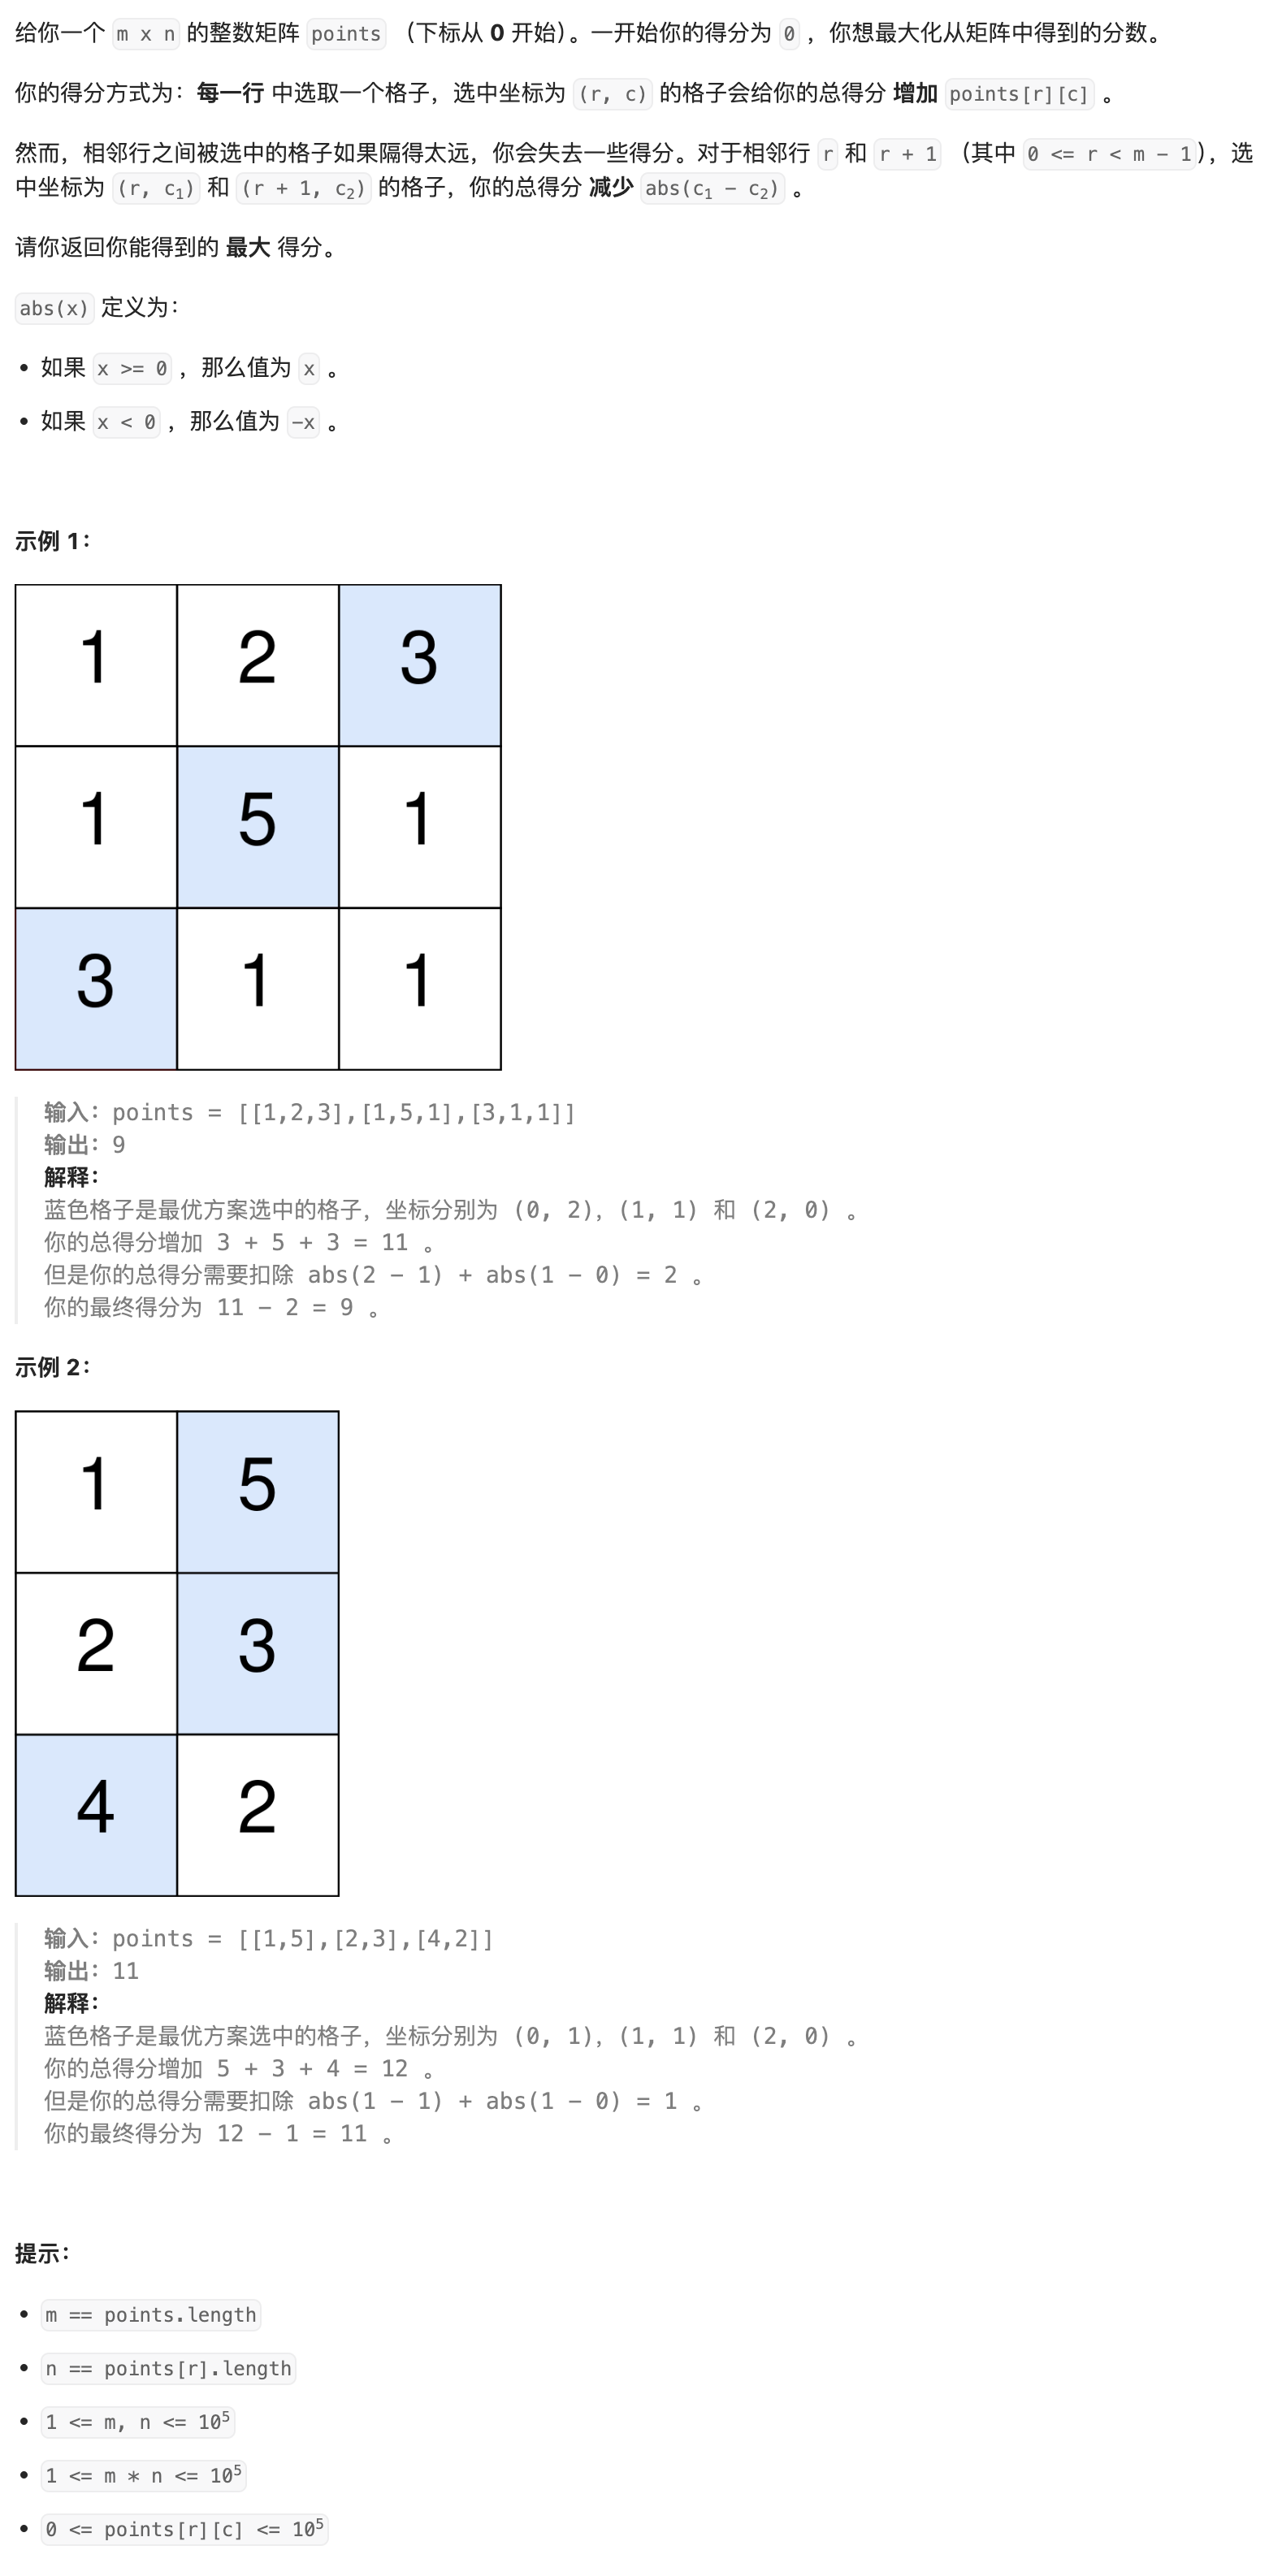 给你一个 m x n 的整数矩阵 points （下标从 0 开始）。一开始你的得分为 0 ，你想最大化从矩阵中得到的分数。
你的得分方式为：每一行 中选取一个格子，选中坐标为 (r, c) 的格子会给你的总得分 增加 points[r][c] 。
然而，相邻行之间被选中的格子如果隔得太远，你会失去一些得分。对于相邻行 r 和 r + 1 （其中 0 <= r < m - 1），选
中坐标为 (r, c₁) 和 (r + 1, c₂) 的格子，你的总得分 减少 abs(c₁ - c₂) 。
请你返回你能得到的 最大 得分。
abs(x) 定义为：
• 如果 x >= 0 ，那么值为 x 。
• 如果 x < 0 ，那么值为 -x 。
示例 1：
1 2 3
1 5 1
3 1 1
输入：points = [[1,2,3],[1,5,1],[3,1,1]]
输出：9
解释：
蓝色格子是最优方案选中的格子，坐标分别为 (0, 2)，(1, 1) 和 (2, 0) 。
你的总得分增加 3 + 5 + 3 = 11 。
但是你的总得分需要扣除 abs(2 - 1) + abs(1 - 0) = 2 。
你的最终得分为 11 - 2 = 9 。
示例 2：
1 5
2 3
4 2
输入：points = [[1,5],[2,3],[4,2]]
输出：11
解释：
蓝色格子是最优方案选中的格子，坐标分别为 (0, 1)，(1, 1) 和 (2, 0) 。
你的总得分增加 5 + 3 + 4 = 12 。
但是你的总得分需要扣除 abs(1 - 1) + abs(1 - 0) = 1 。
你的最终得分为 12 - 1 = 11 。
提示：
• m == points.length
• n == points[r].length
• 1 <= m, n <= 10⁵
• 1 <= m * n <= 10⁵
• 0 <= points[r][c] <= 10⁵